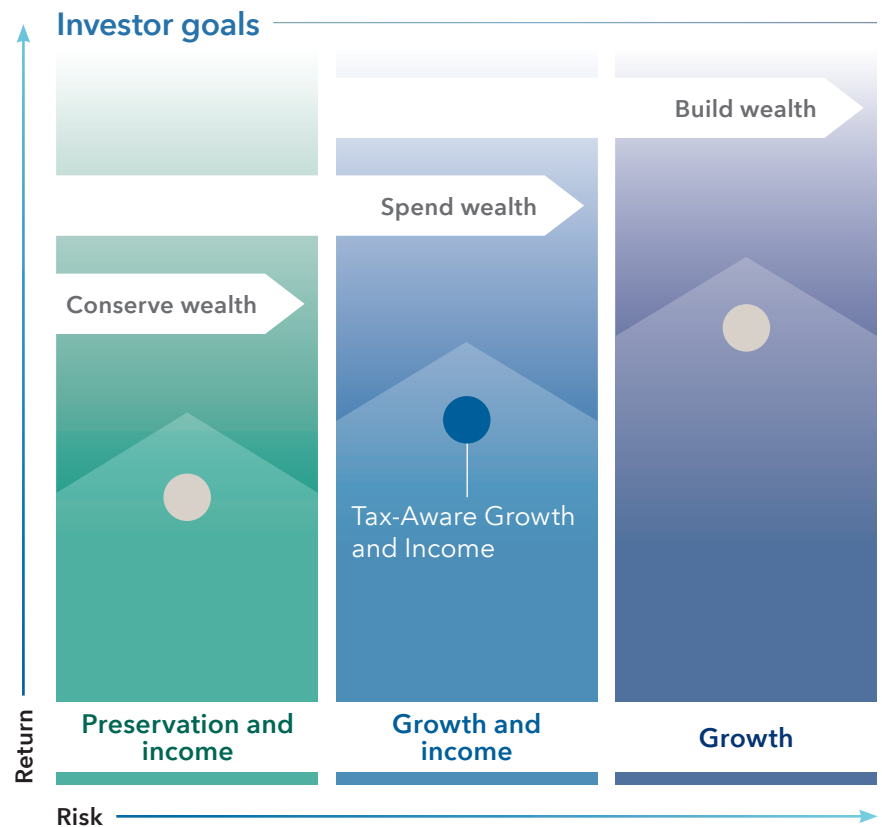 Investor goals
Build wealth
Spend wealth
Conserve wealth
Tax-Aware Growth
and Income
Return
Preservation and
income
Growth and
income
Growth
Risk